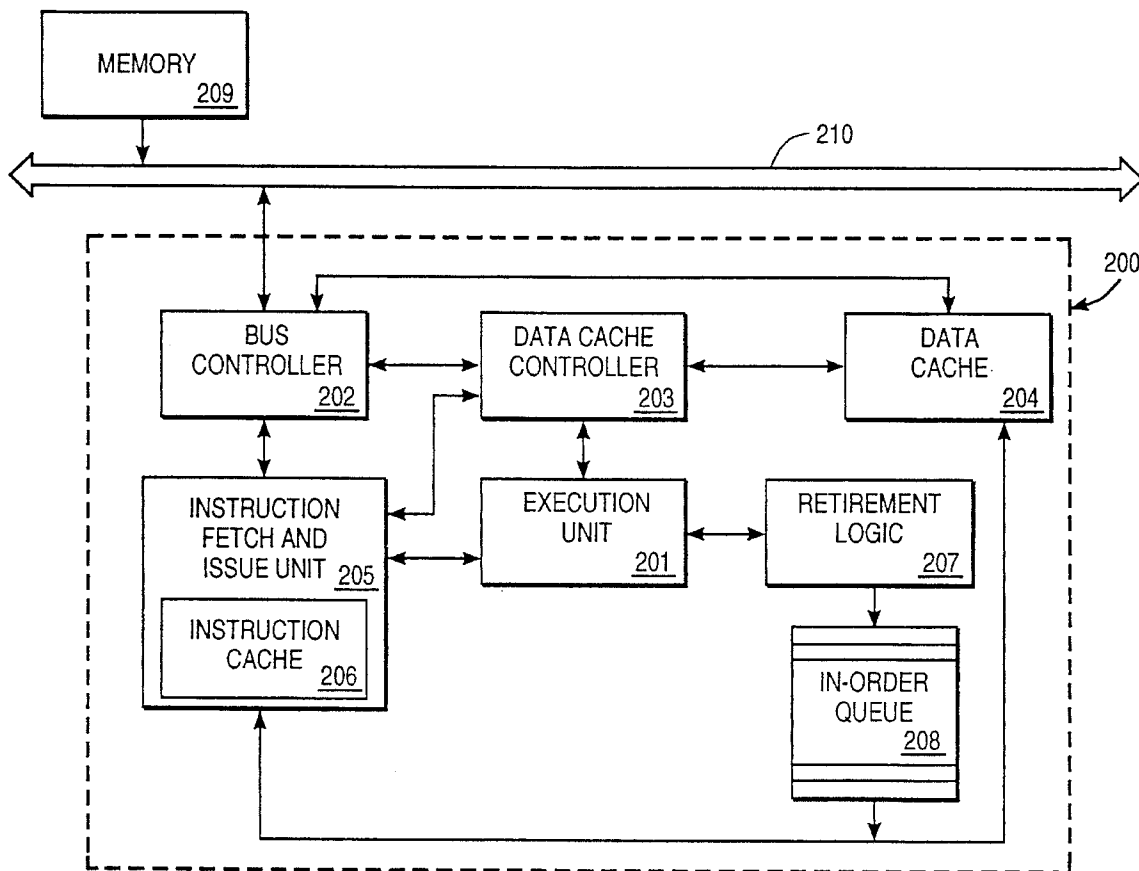 MEMORY
209
210
200
BUS
CONTROLLER
202
DATA CACHE
CONTROLLER
203
DATA
CACHE
204
INSTRUCTION
FETCH AND
ISSUE UNIT
205
INSTRUCTION
CACHE
206
EXECUTION
UNIT
201
RETIREMENT
LOGIC
207
IN-ORDER
QUEUE
208